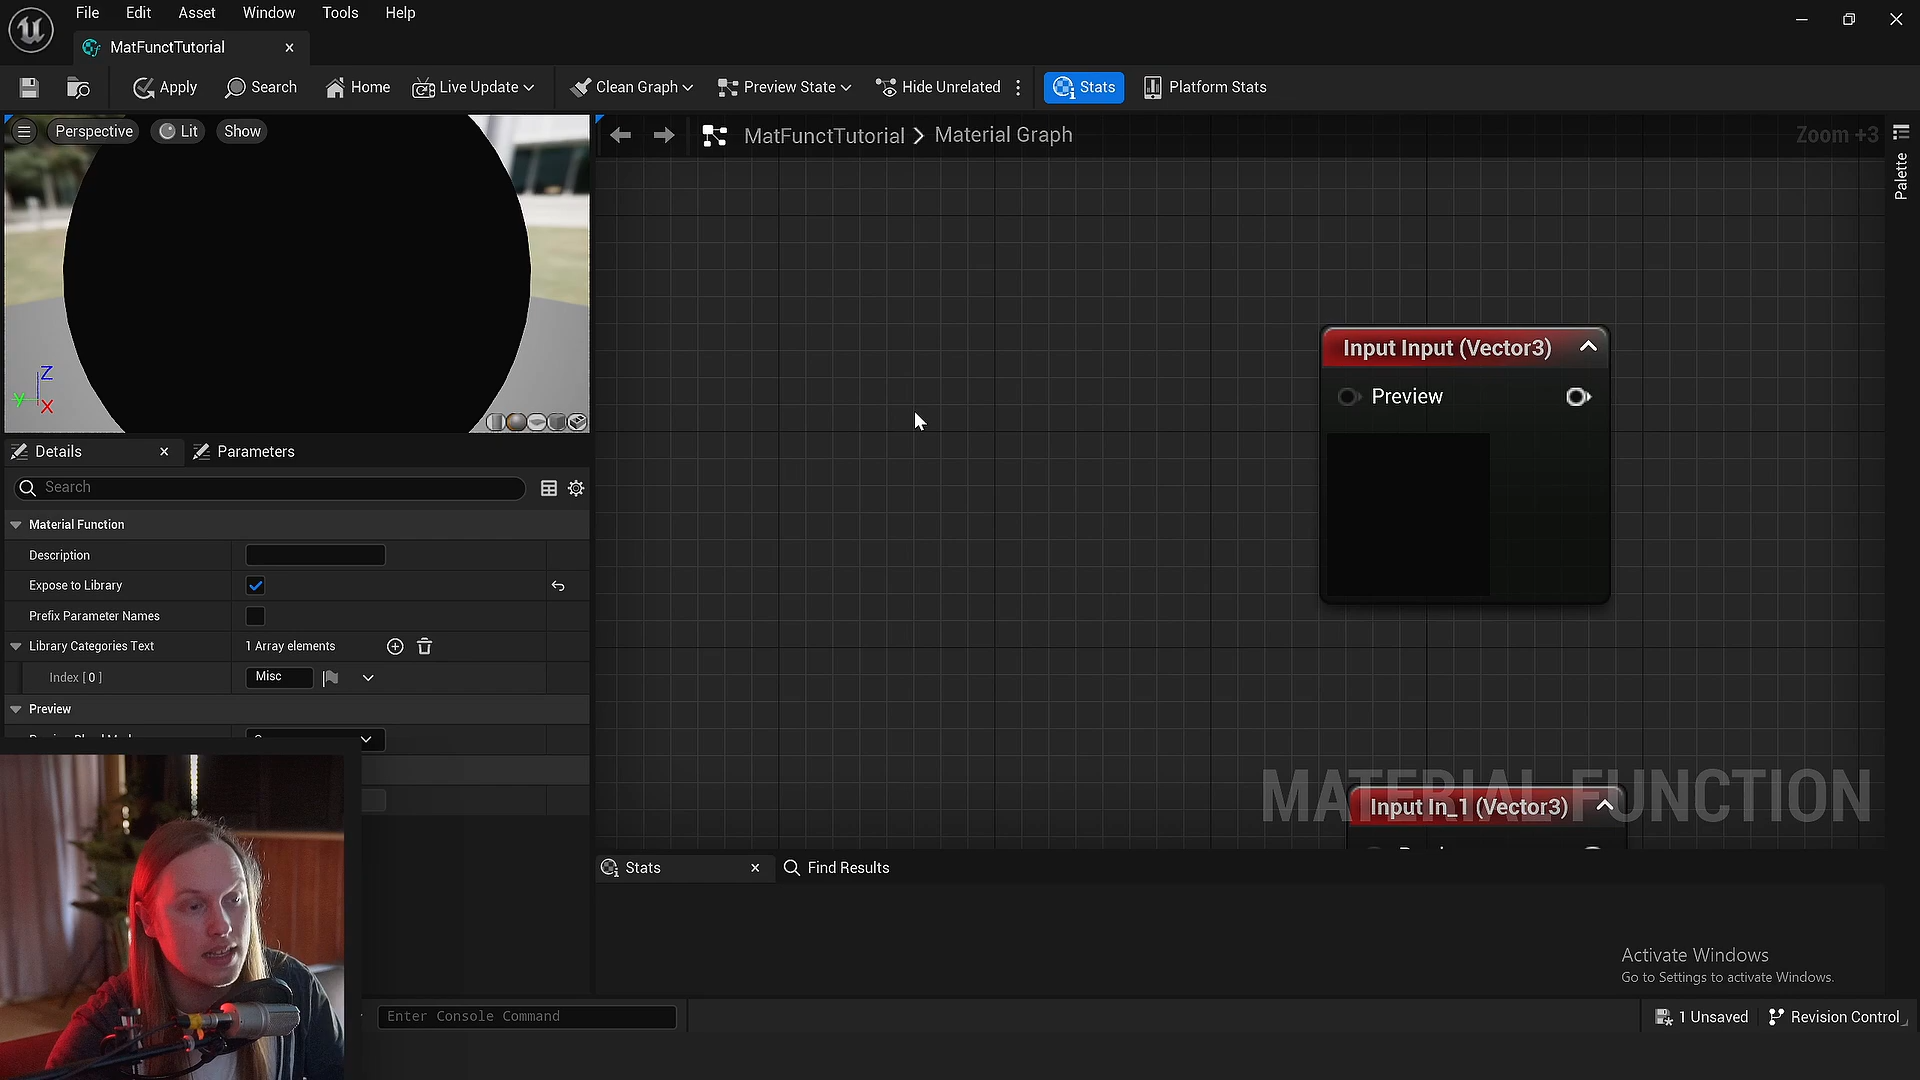 File Edit Asset Window Tools Help
MatFunctTutorial
Apply Search Home Live Update Clean Graph Preview State Hide Unrelated Stats Platform Stats
Perspective Lit Show
MatFunctTutorial > Material Graph
Zoom +3
Palette
Input Input (Vector3)
Preview
Z
Y
X
Details Parameters
Search
Material Function
Description
Expose to Library
Prefix Parameter Names
Library Categories Text 1 Array elements
Index [ 0 ] Misc
Preview
MATERIAL FUNCTION
Input In_1 (Vector3)
Stats Find Results
Activate Windows
Go to Settings to activate Windows.
Enter Console Command
1 Unsaved Revision Control